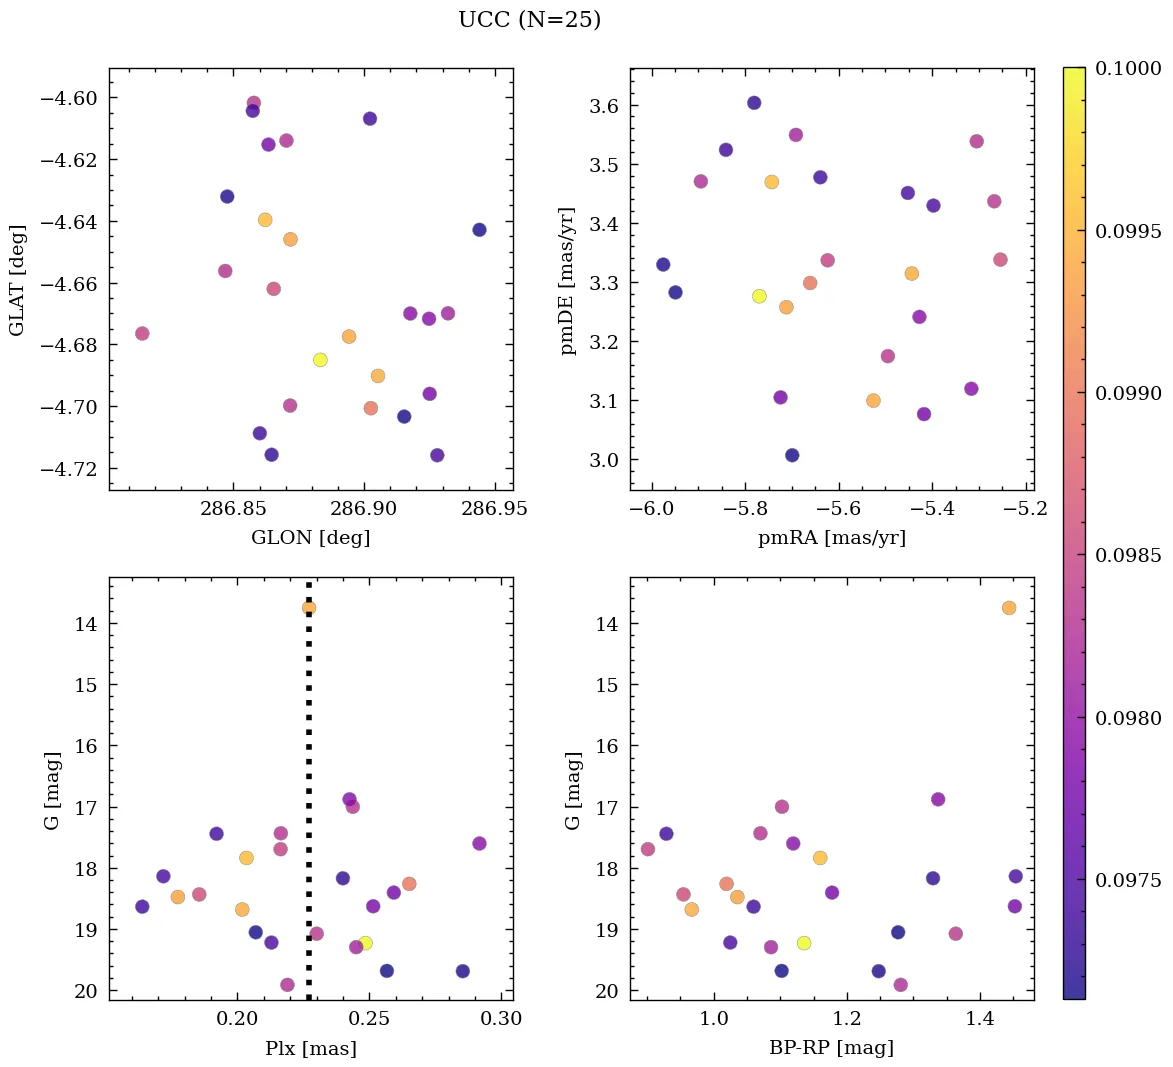 UCC (N=25)
−4.60
−4.62
−4.64
−4.66
−4.68
−4.70
−4.72
GLAT [deg]
286.85 286.90 286.95
GLON [deg]
3.6
3.5
3.4
3.3
3.2
3.1
3.0
pmDE [mas/yr]
−6.0 −5.8 −5.6 −5.4 −5.2
pmRA [mas/yr]
14
15
16
17
18
19
20
G [mag]
0.20 0.25 0.30
Plx [mas]
14
15
16
17
18
19
20
G [mag]
1.0 1.2 1.4
BP-RP [mag]
0.1000
0.0995
0.0990
0.0985
0.0980
0.0975